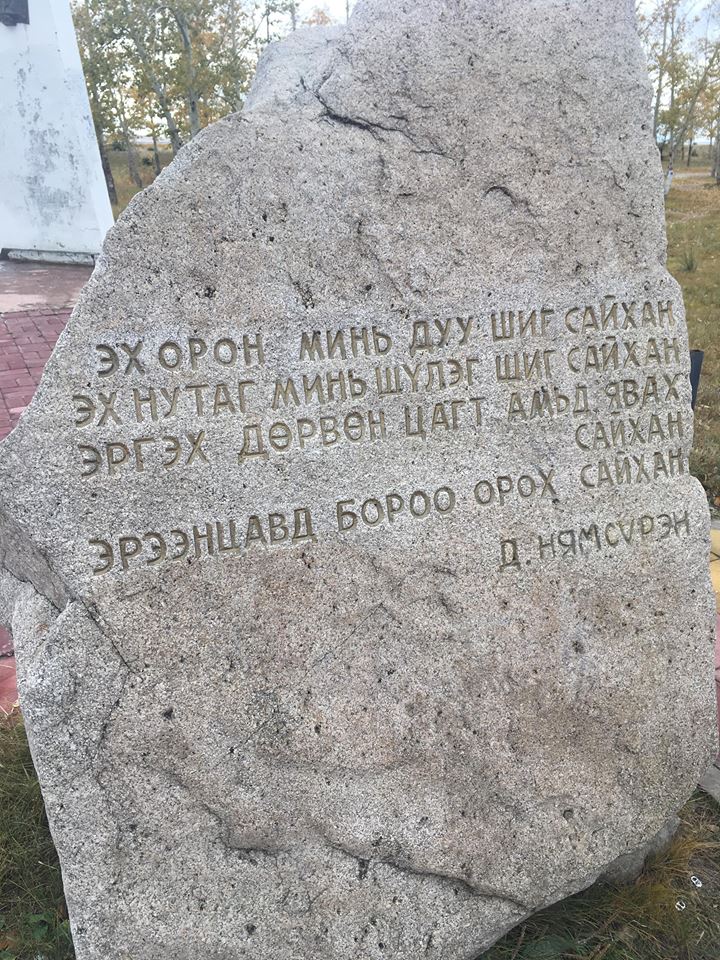 ЭХ ОРОН МИНЬ ДУУ ШИГ САЙХАН
ЭХ НУТАГ МИНЬ ШҮЛЭГ ШИГ САЙХАН
ЭРГЭХ ДӨРВӨН ЦАГТ АМЬД ЯВАХ
САЙХАН
ЭРЭЭНЦАВД БОРОО ОРОХ САЙХАН
Д. НЯМСҮРЭН